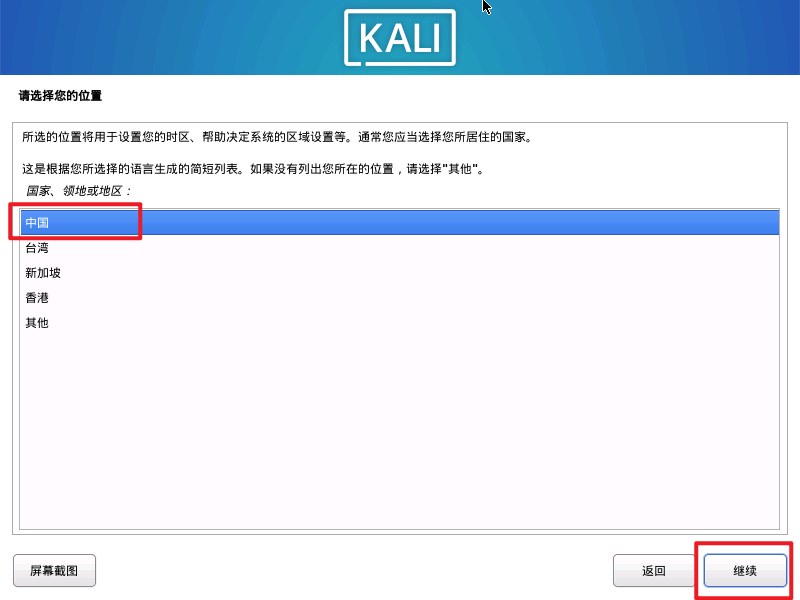 KALI
请选择您的位置
所选的位置将用于设置您的时区、帮助决定系统的区域设置等。通常您应当选择您所居住的国家。
这是根据您所选择的语言生成的简短列表。如果没有列出您所在的位置，请选择"其他"。
国家、领地或地区：
中国
台湾
新加坡
香港
其他
屏幕截图
返回
继续